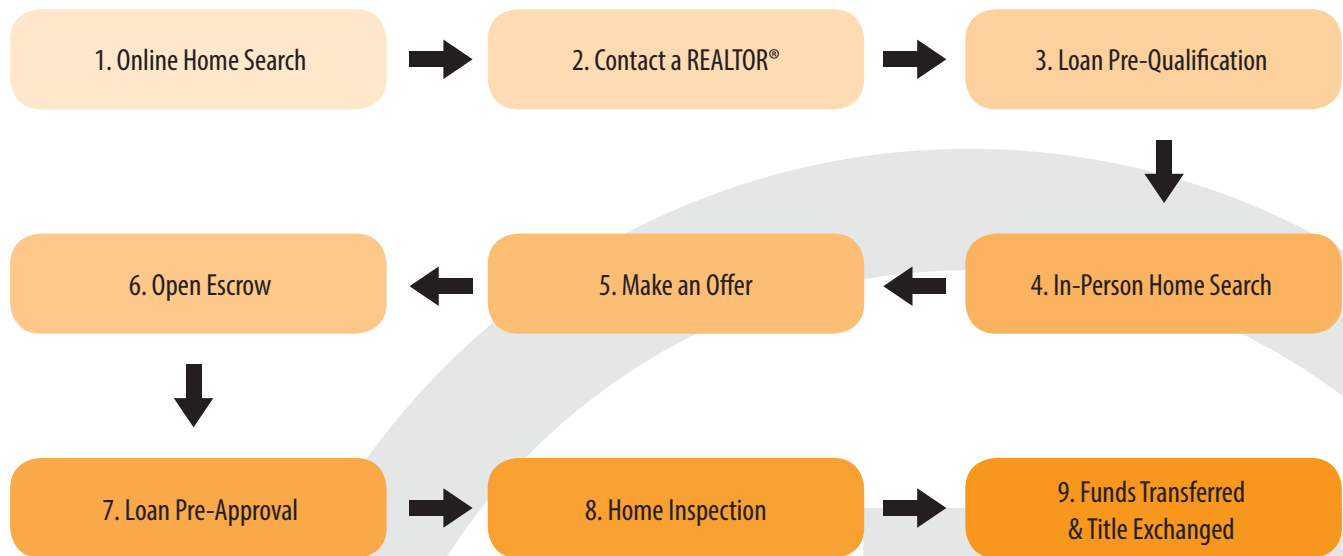 1. Online Home Search
2. Contact a REALTOR®
3. Loan Pre-Qualification
6. Open Escrow
5. Make an Offer
4. In-Person Home Search
7. Loan Pre-Approval
8. Home Inspection
9. Funds Transferred
& Title Exchanged